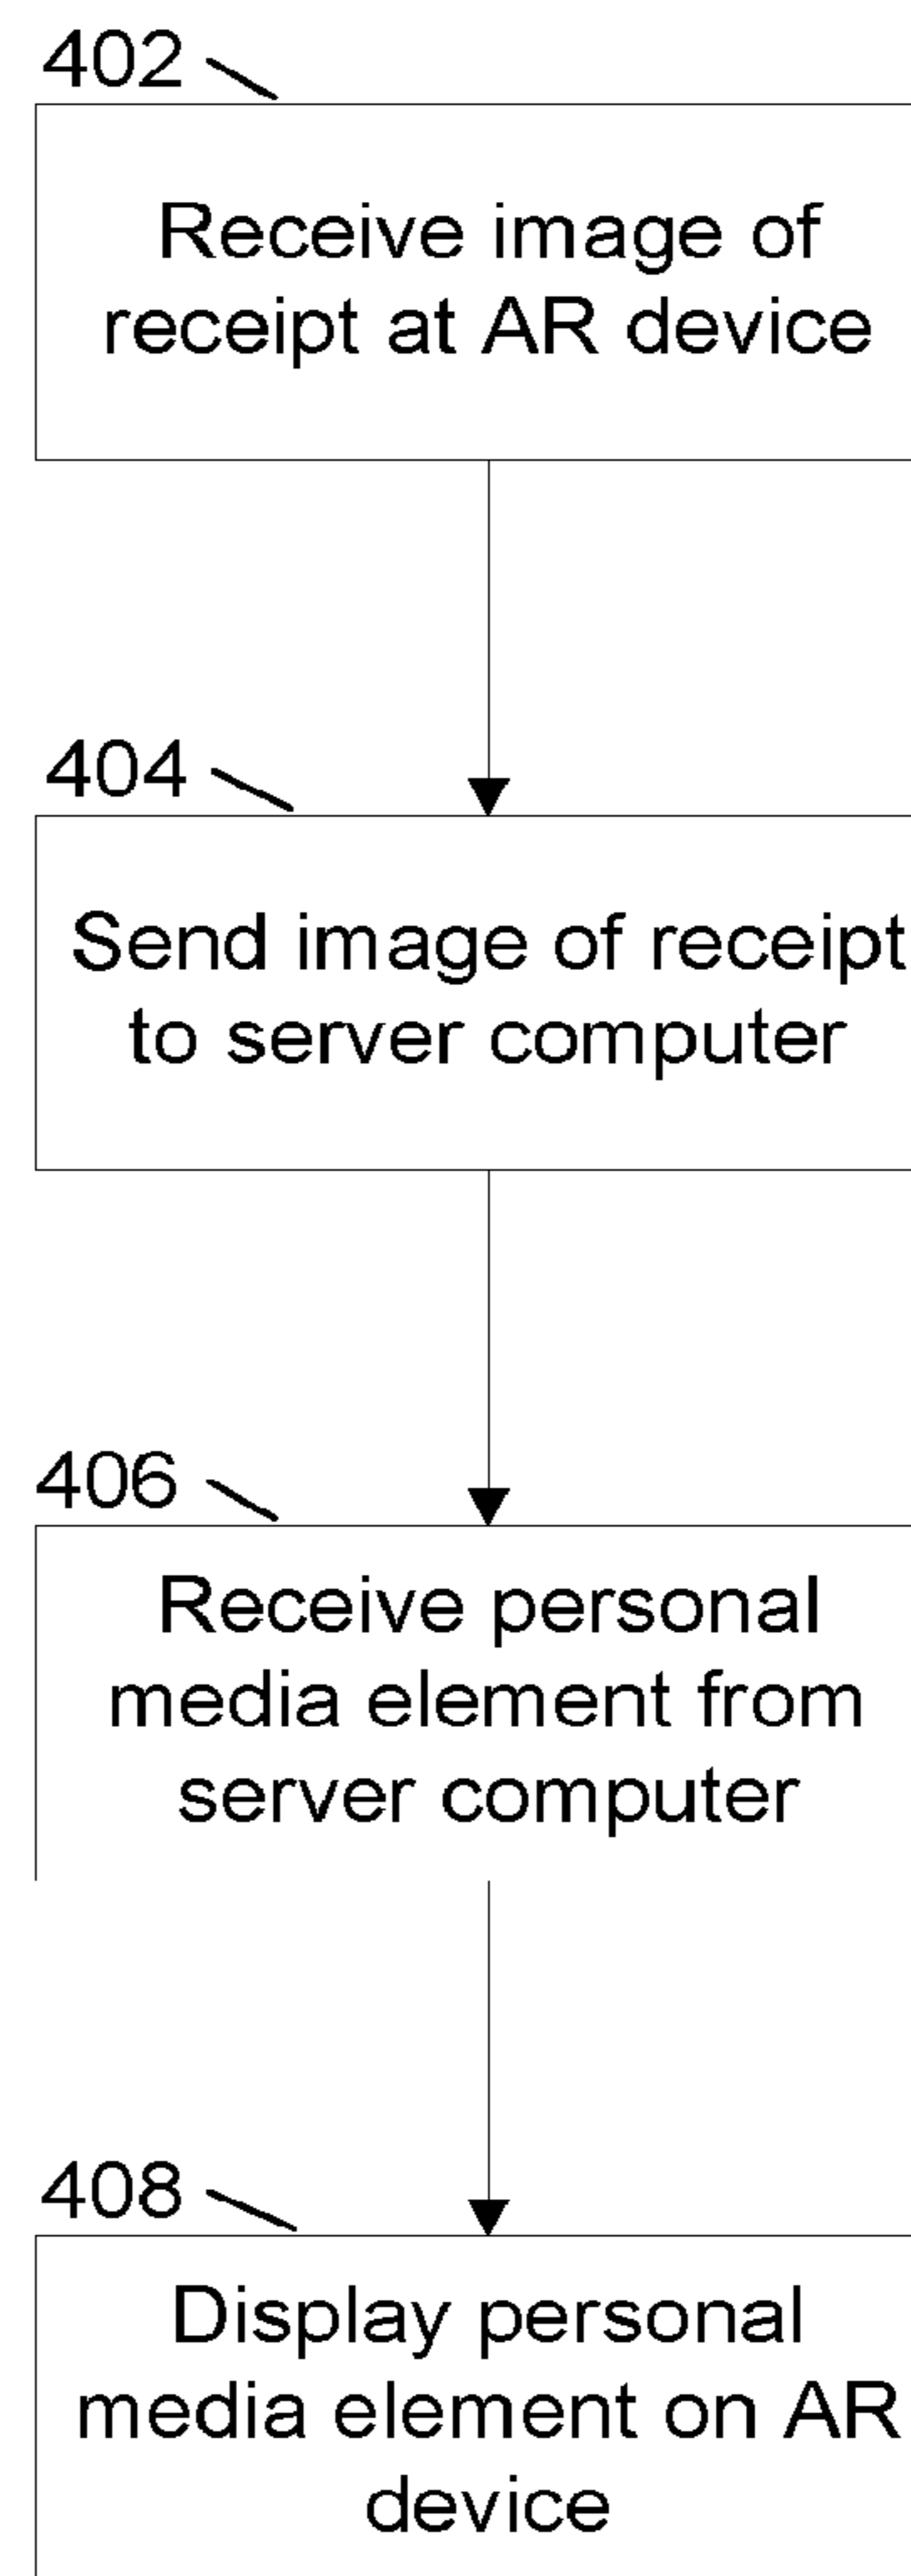 402
Receive image of
receipt at AR device
404
Send image of receipt
to server computer
406
Receive personal
media element from
server computer
408
Display personal
media element on AR
device